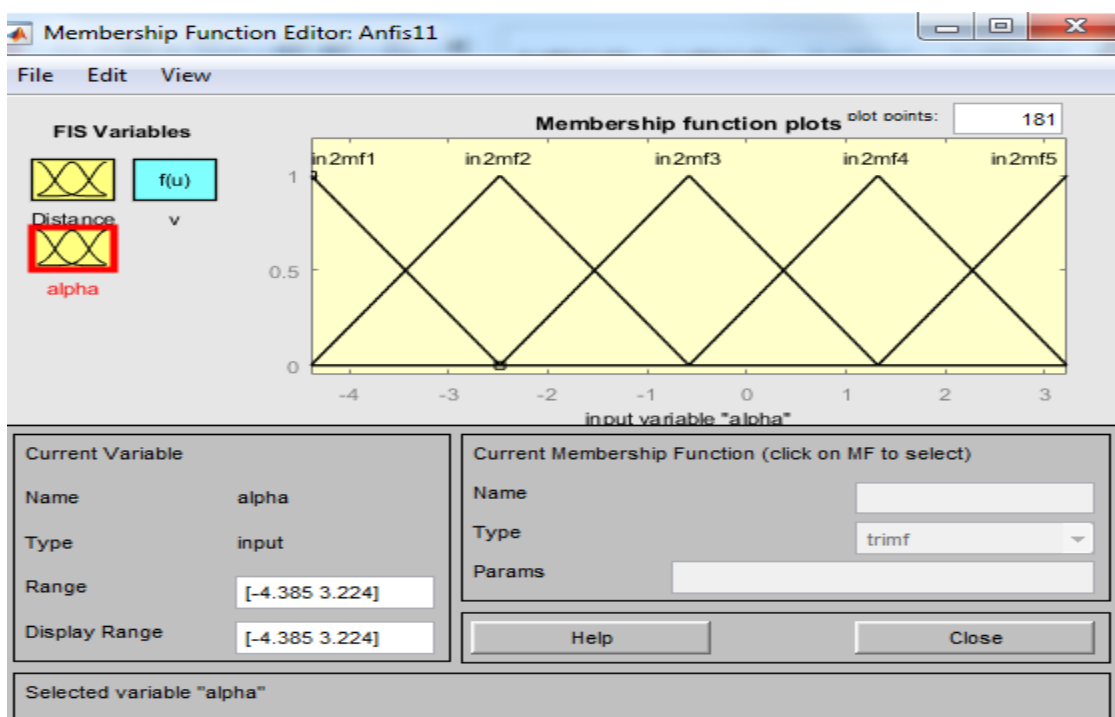 Membership Function Editor: Anfis11
File Edit View
FIS Variables
Distance
f(u)
v
alpha
Membership function plots
plot points:
181
in2mf1 in2mf2 in2mf3 in2mf4 in2mf5
1
0.5
0
-4 -3 -2 -1 0 1 2 3
input variable "alpha"
Current Variable
Name alpha
Type input
Range [-4.385 3.224]
Display Range [-4.385 3.224]
Current Membership Function (click on MF to select)
Name
Type trimf
Params
Help Close
Selected variable "alpha"